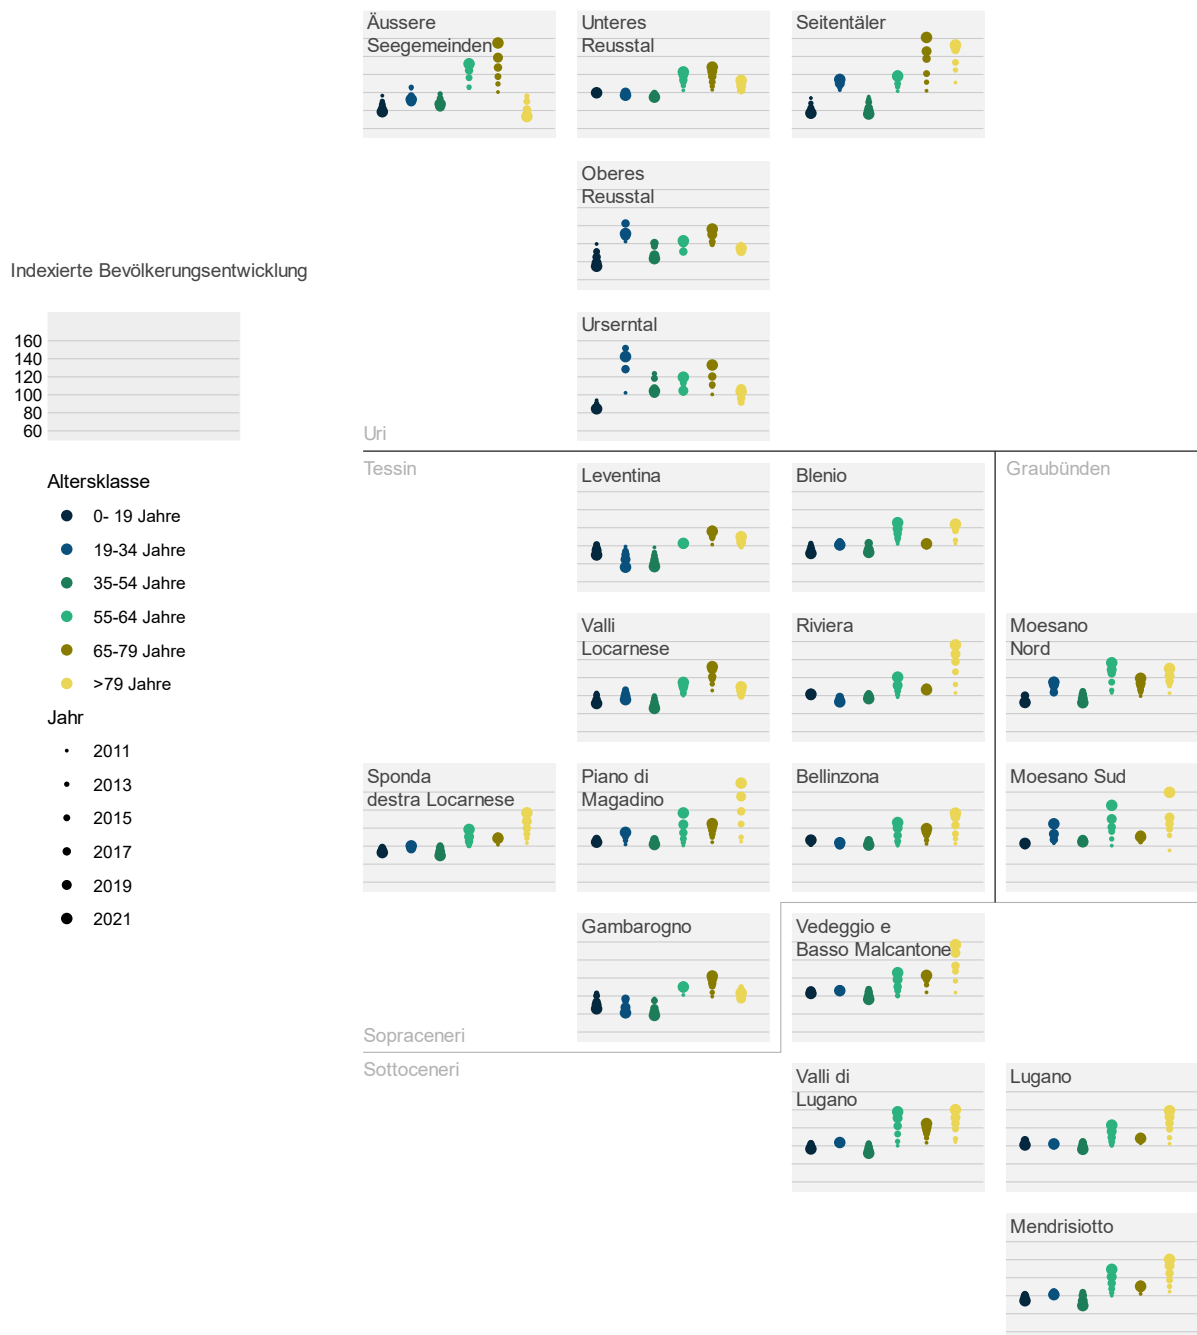 Äussere
Seegemeinden
Unteres
Reusstal
Seitentäler
Oberes
Reusstal
Indexierte Bevölkerungsentwicklung
160
140
120
100
80
60
Urserntal
Uri
Tessin
Graubünden
Altersklasse
0- 19 Jahre
19-34 Jahre
35-54 Jahre
55-64 Jahre
65-79 Jahre
>79 Jahre
Jahr
2011
2013
2015
2017
2019
2021
Leventina
Blenio
Valli
Locarnese
Riviera
Moesano
Nord
Sponda
destra Locarnese
Piano di
Magadino
Bellinzona
Moesano Sud
Gambarogno
Vedeggio e
Basso Malcantone
Sopraceneri
Sottoceneri
Valli di
Lugano
Lugano
Mendrisiotto